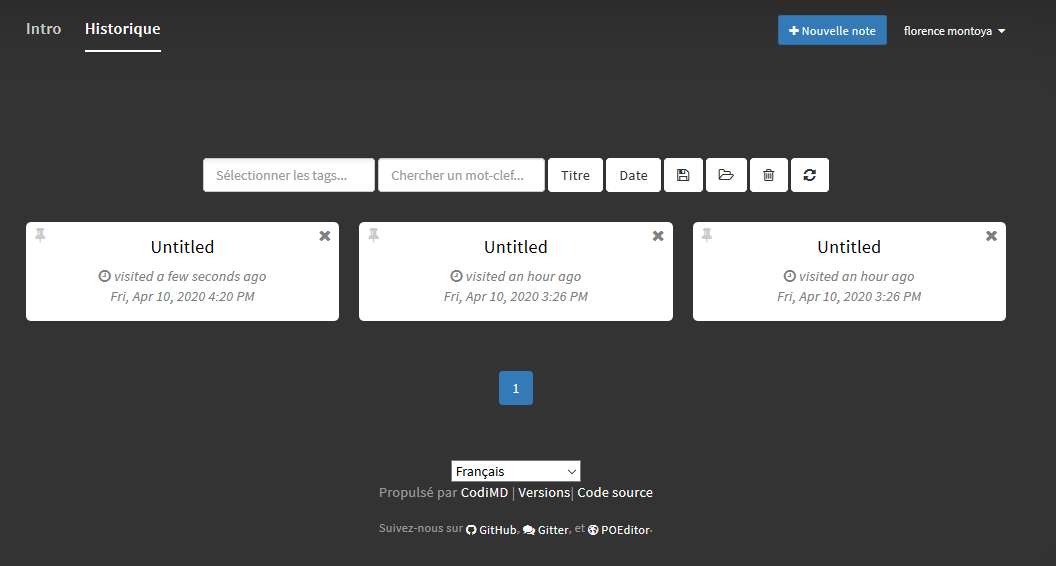 Intro Historique Nouvelle note florence montoya
Sélectionner les tags... Chercher un mot-clef... Titre Date
Untitled Untitled Untitled
visited a few seconds ago visited an hour ago visited an hour ago
Fri, Apr 10, 2020 4:20 PM Fri, Apr 10, 2020 3:26 PM Fri, Apr 10, 2020 3:26 PM
1
Français
Propulsé par CodiMD | Versions| Code source
Suivez-nous sur GitHub, Gitter, et POEditor.